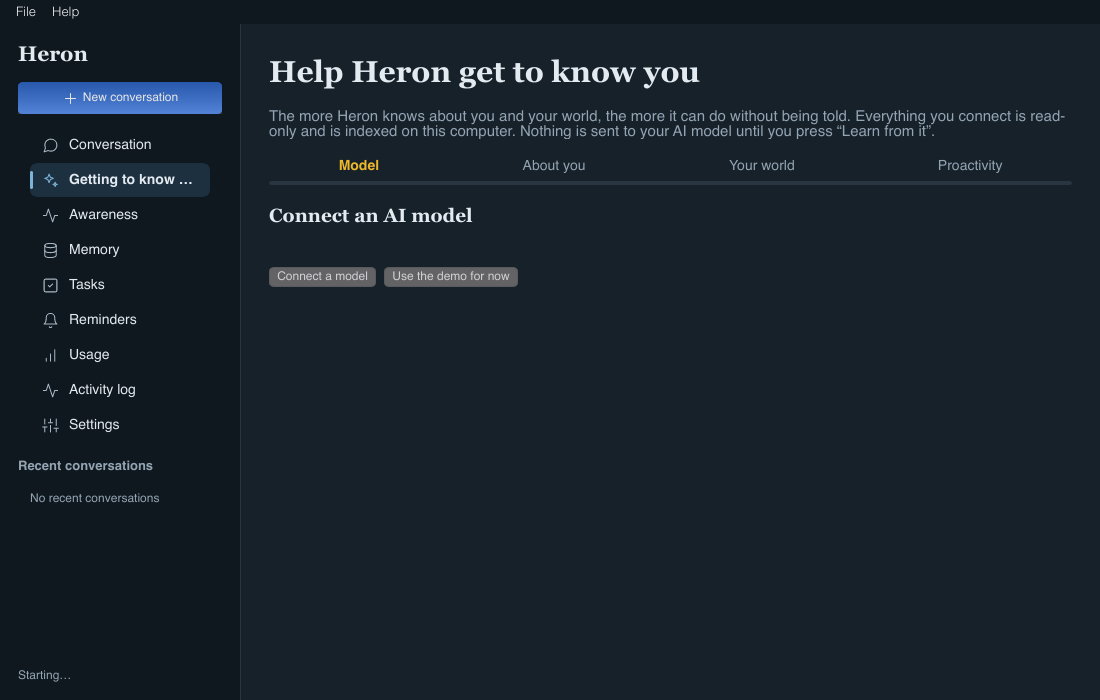 File Help
Heron
New conversation
Conversation
Getting to know ...
Awareness
Memory
Tasks
Reminders
Usage
Activity log
Settings
Recent conversations
No recent conversations
Starting...
Help Heron get to know you
The more Heron knows about you and your world, the more it can do without being told. Everything you connect is read-
only and is indexed on this computer. Nothing is sent to your AI model until you press “Learn from it”.
Model About you Your world Proactivity
Connect an AI model
Connect a model Use the demo for now